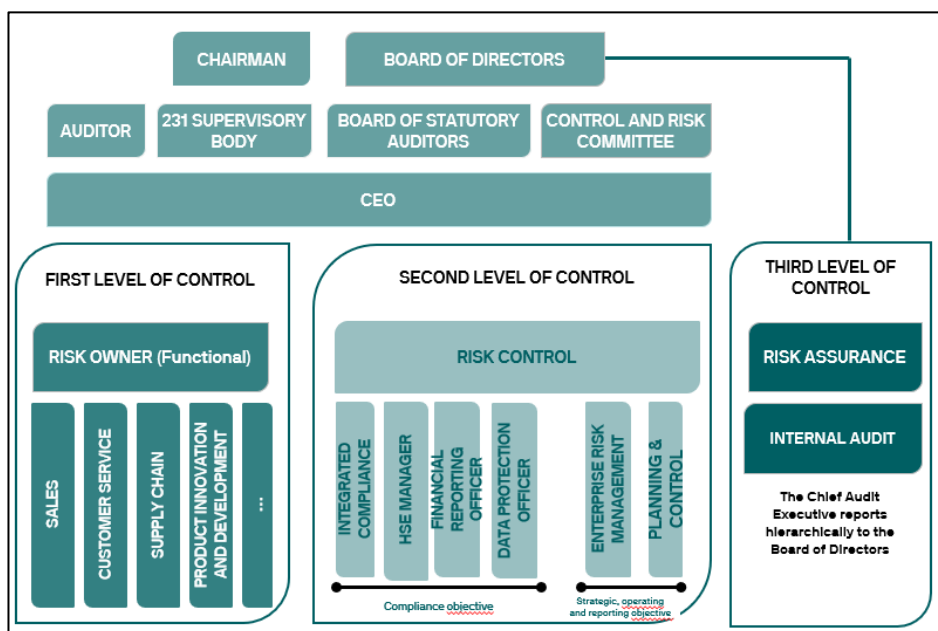 CHAIRMAN
BOARD OF DIRECTORS
AUDITOR
231 SUPERVISORY
BODY
BOARD OF STATUTORY
AUDITORS
CONTROL AND RISK
COMMITTEE
CEO
FIRST LEVEL OF CONTROL
RISK OWNER (Functional)
SALES
CUSTOMER SERVICE
SUPPLY CHAIN
PRODUCT INNOVATION
AND DEVELOPMENT
...
SECOND LEVEL OF CONTROL
RISK CONTROL
INTEGRATED
COMPLIANCE
HSE MANAGER
FINANCIAL
REPORTING
OFFICER
DATA PROTECTION
OFFICER
ENTERPRISE RISK
MANAGEMENT
PLANNING &
CONTROL
Compliance objective
Strategic, operating
and reporting objective
THIRD LEVEL OF
CONTROL
RISK ASSURANCE
INTERNAL AUDIT
The Chief Audit
Executive reports
hierarchically to the
Board of Directors